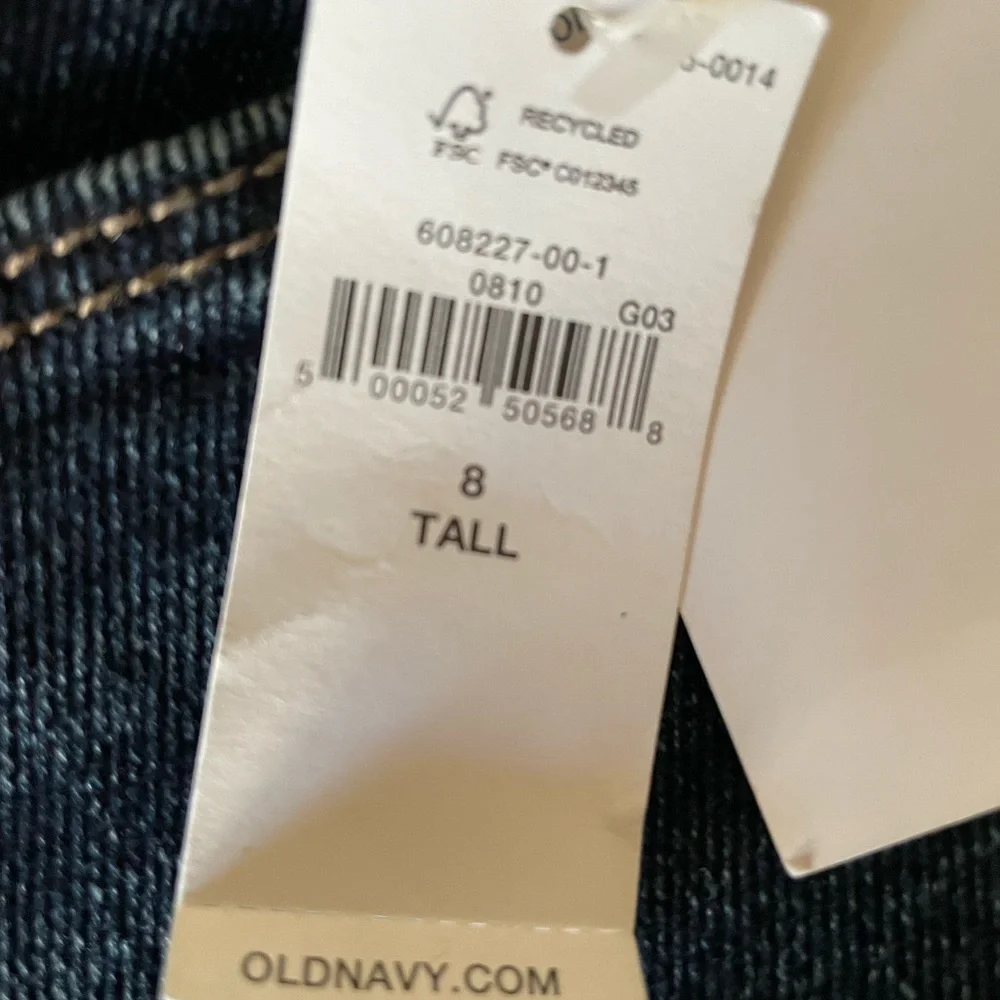 -0014
RECYCLED
FSC FSC® C012345
608227-00-1
0810
G03
5 00052 50568 8
8
TALL
OLDNAVY.COM